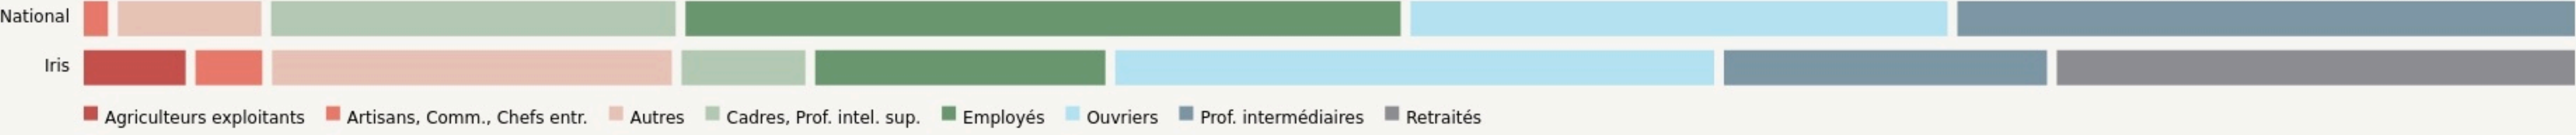 National
Iris
Agriculteurs exploitants Artisans, Comm., Chefs entr. Autres Cadres, Prof. intel. sup. Employés Ouvriers Prof. intermédiaires Retraités